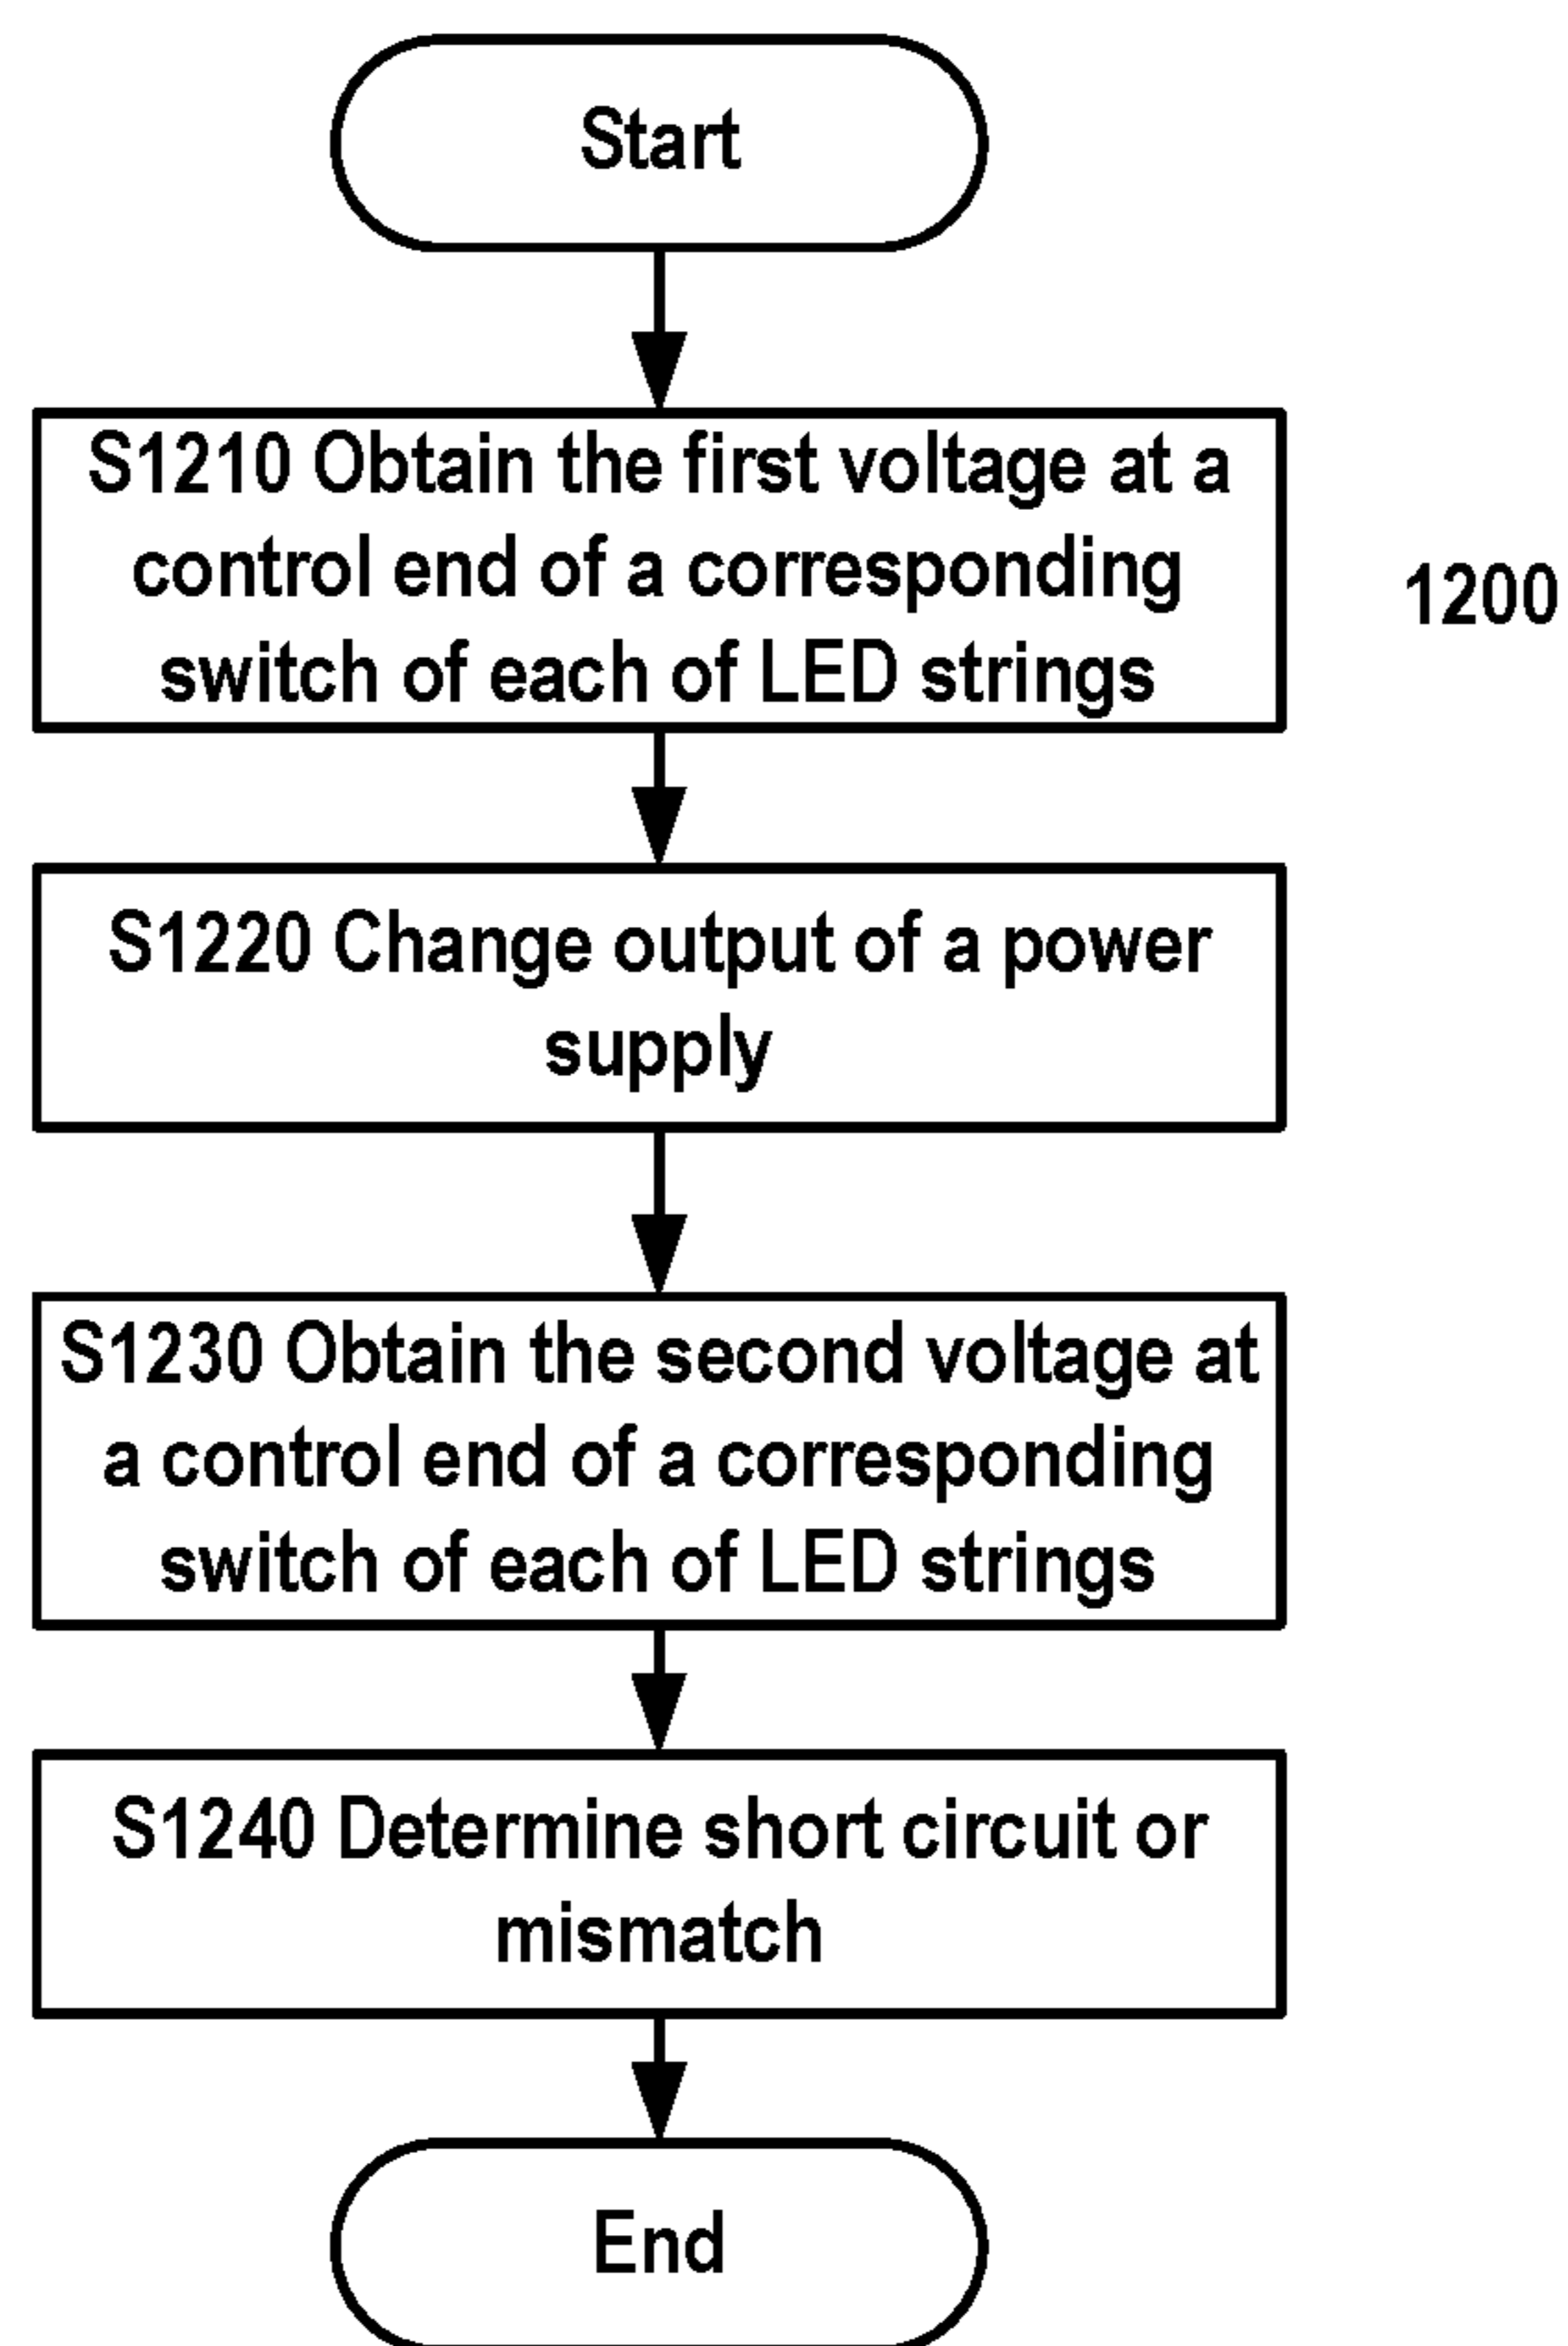 Start
S1210 Obtain the first voltage at a
control end of a corresponding
switch of each of LED strings
1200
S1220 Change output of a power
supply
S1230 Obtain the second voltage at
a control end of a corresponding
switch of each of LED strings
S1240 Determine short circuit or
mismatch
End